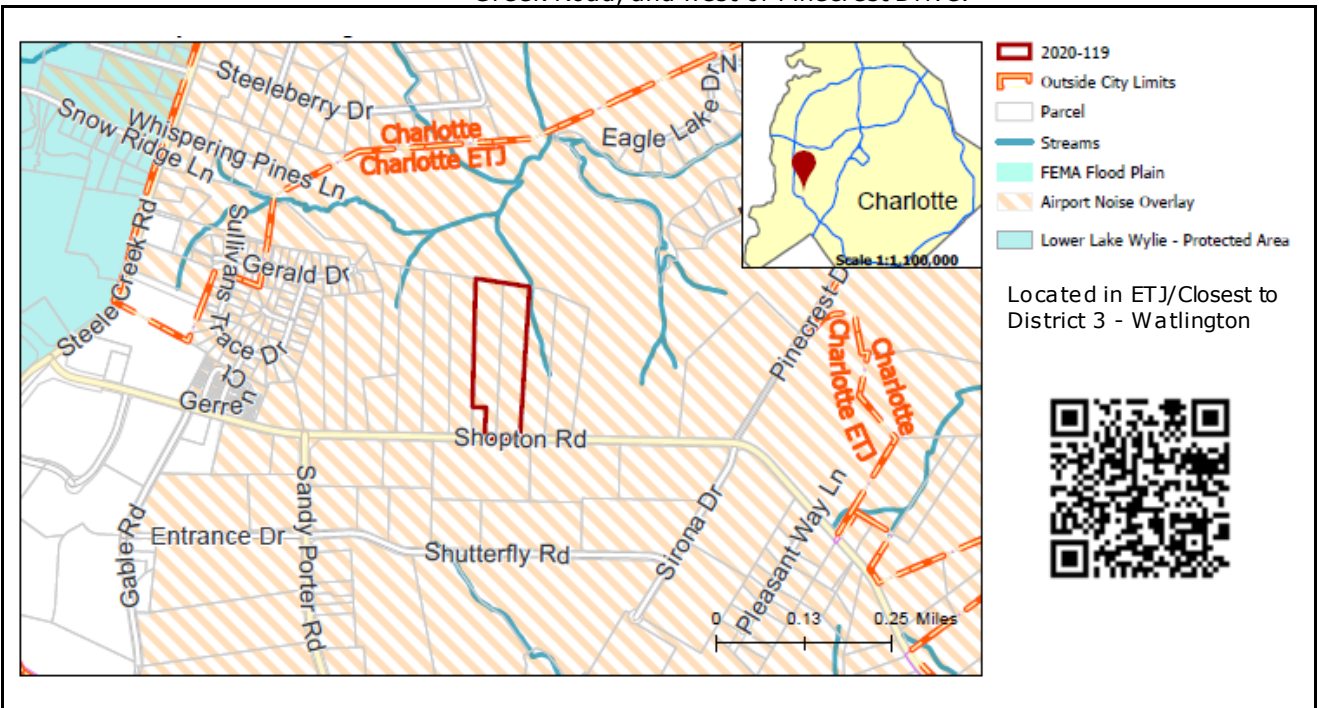 Creek Road, and west of Pinecrest Drive.
2020-119
Outside City Limits
Parcel
Streams
FEMA Flood Plain
Airport Noise Overlay
Lower Lake Wylie - Protected Area
Located in ETJ/Closest to
District 3 - Watlington
Charlotte
Scale 1:1,100,000
Steeleberry Dr
Snow Ridge Ln
Whispering Pines Ln
Charlotte
Charlotte ETJ
Eagle Lake Dr
N
Steele Creek Rd
Sullivans Trace Dr
Gerald Dr
Ct
Gerren
Shopton Rd
Pinecrest Dr
Charlotte
Charlotte ETJ
Gable Rd
Entrance Dr
Sandy Porter Rd
Shutterfly Rd
Sirona Dr
Pleasant Way Ln
0 0.13 0.25 Miles